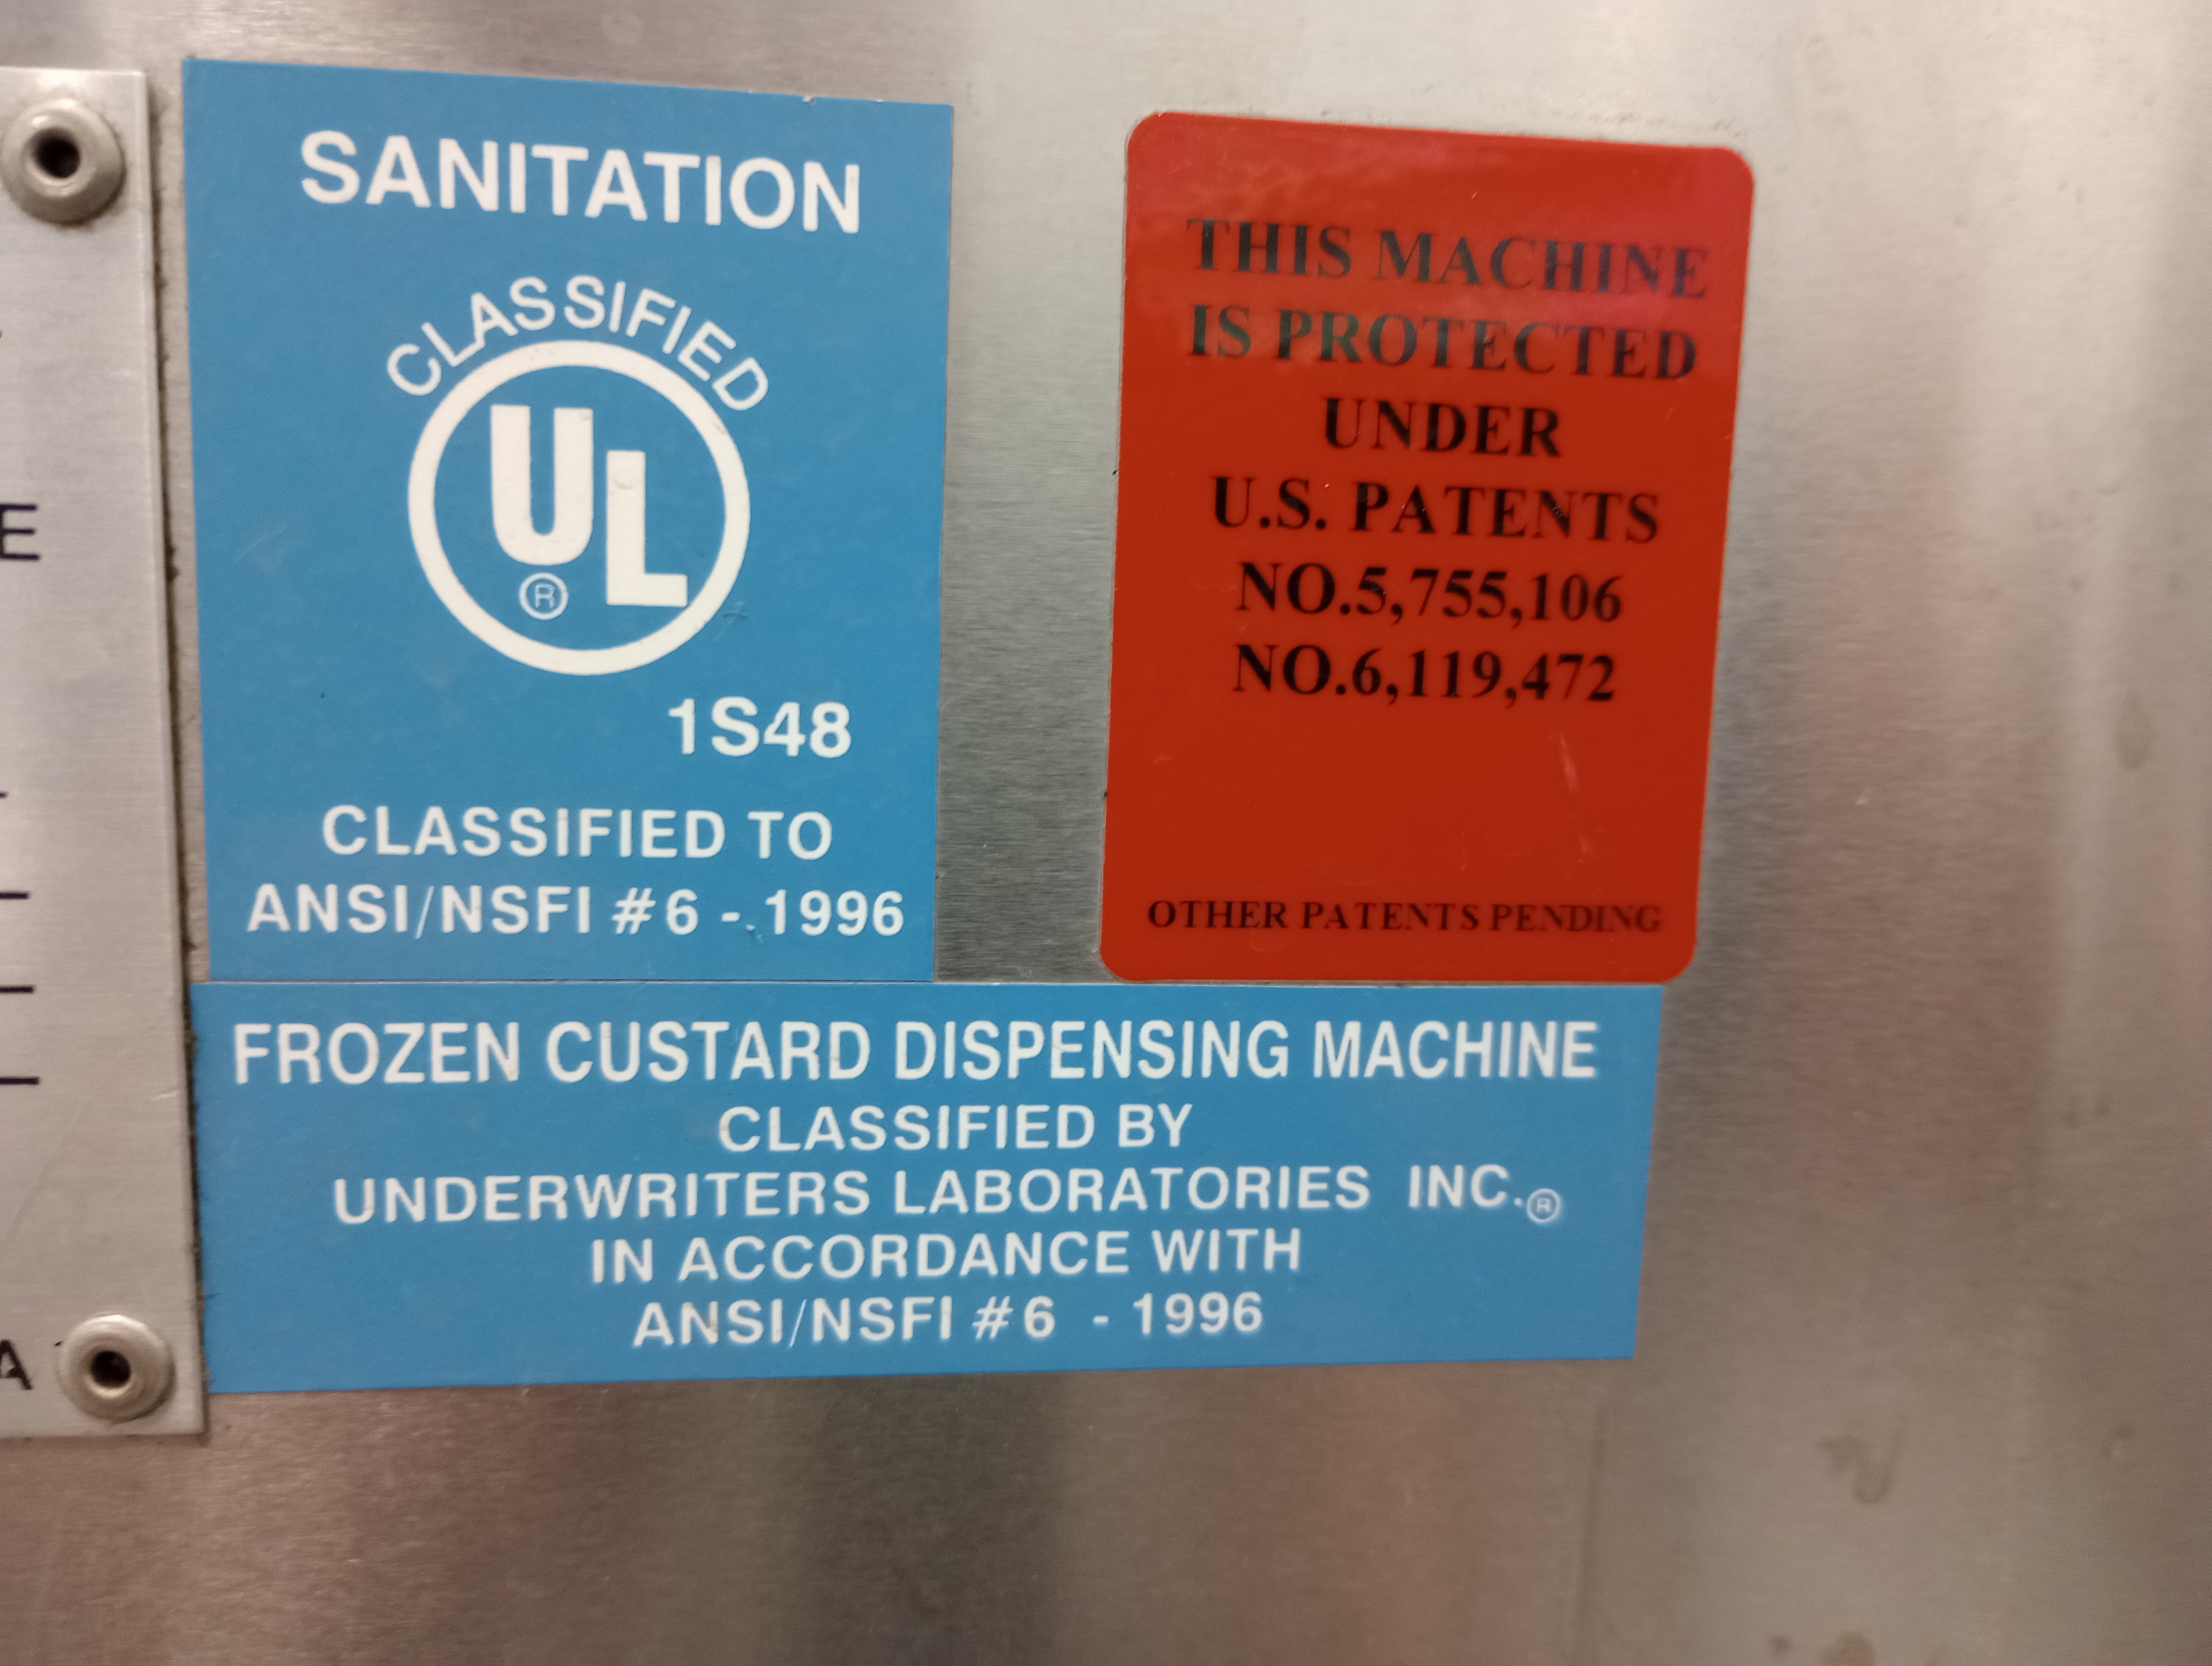 SANITATION
CLASSIFIED
UL
®
1S48
CLASSIFIED TO
ANSI/NSFI #6 - 1996
THIS MACHINE
IS PROTECTED
UNDER
U.S. PATENTS
NO.5,755,106
NO.6,119,472
OTHER PATENTS PENDING
FROZEN CUSTARD DISPENSING MACHINE
CLASSIFIED BY
UNDERWRITERS LABORATORIES INC.®
IN ACCORDANCE WITH
ANSI/NSFI #6 - 1996
E
A